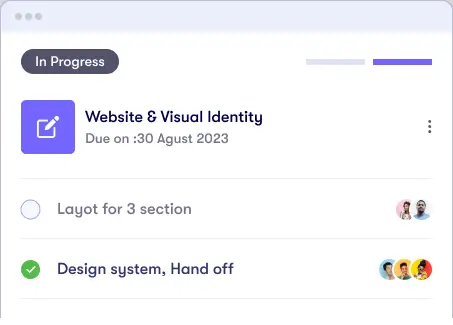 In Progress
Website & Visual Identity
Due on :30 Agust 2023
Layot for 3 section
Design system, Hand off